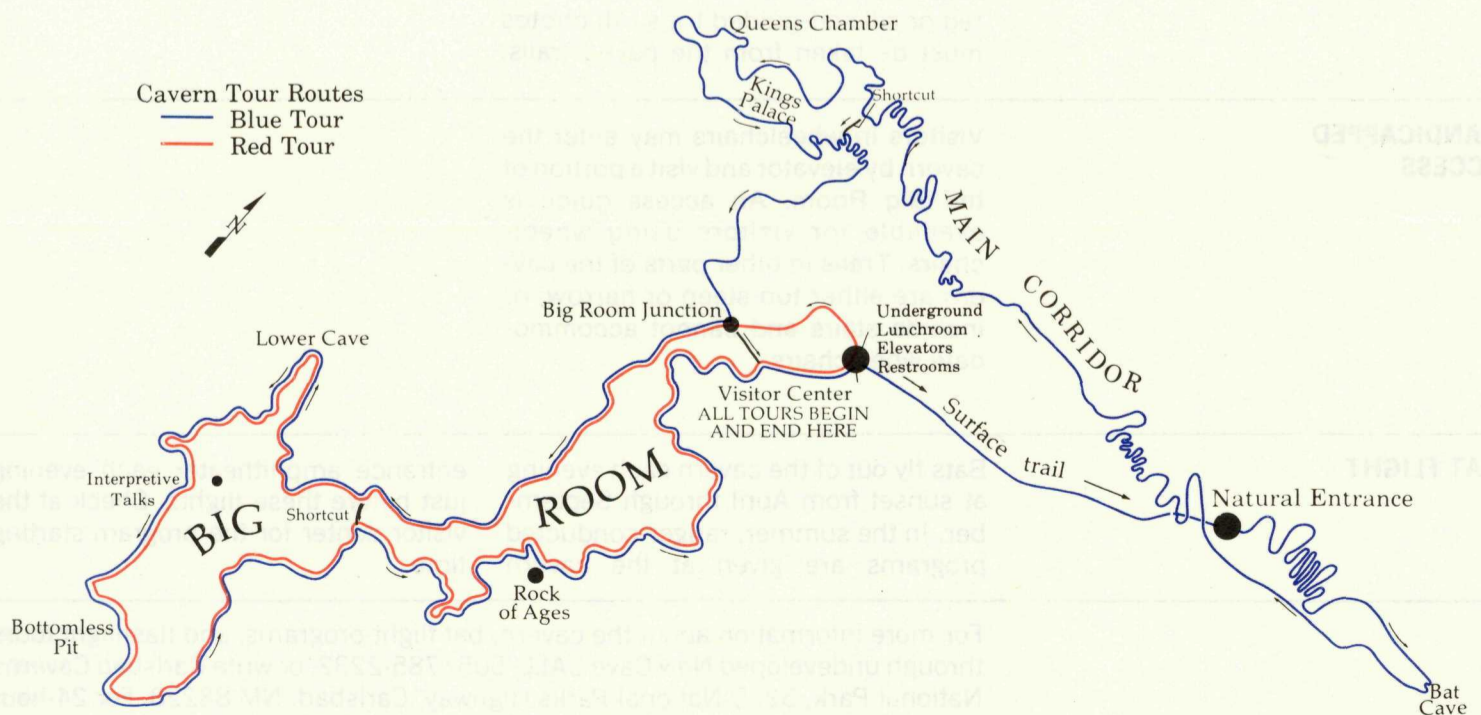 Queens Chamber
Kings
Palace
Shortcut
Cavern Tour Routes
Blue Tour
Red Tour
N
MAIN CORRIDOR
Big Room Junction
Underground
Lunchroom
Elevators
Restrooms
Lower Cave
Visitor Center
ALL TOURS BEGIN
AND END HERE
Surface trail
Interpretive
Talks
Shortcut
BIG ROOM
Natural Entrance
Rock
of Ages
Bottomless
Pit
Bat
Cave